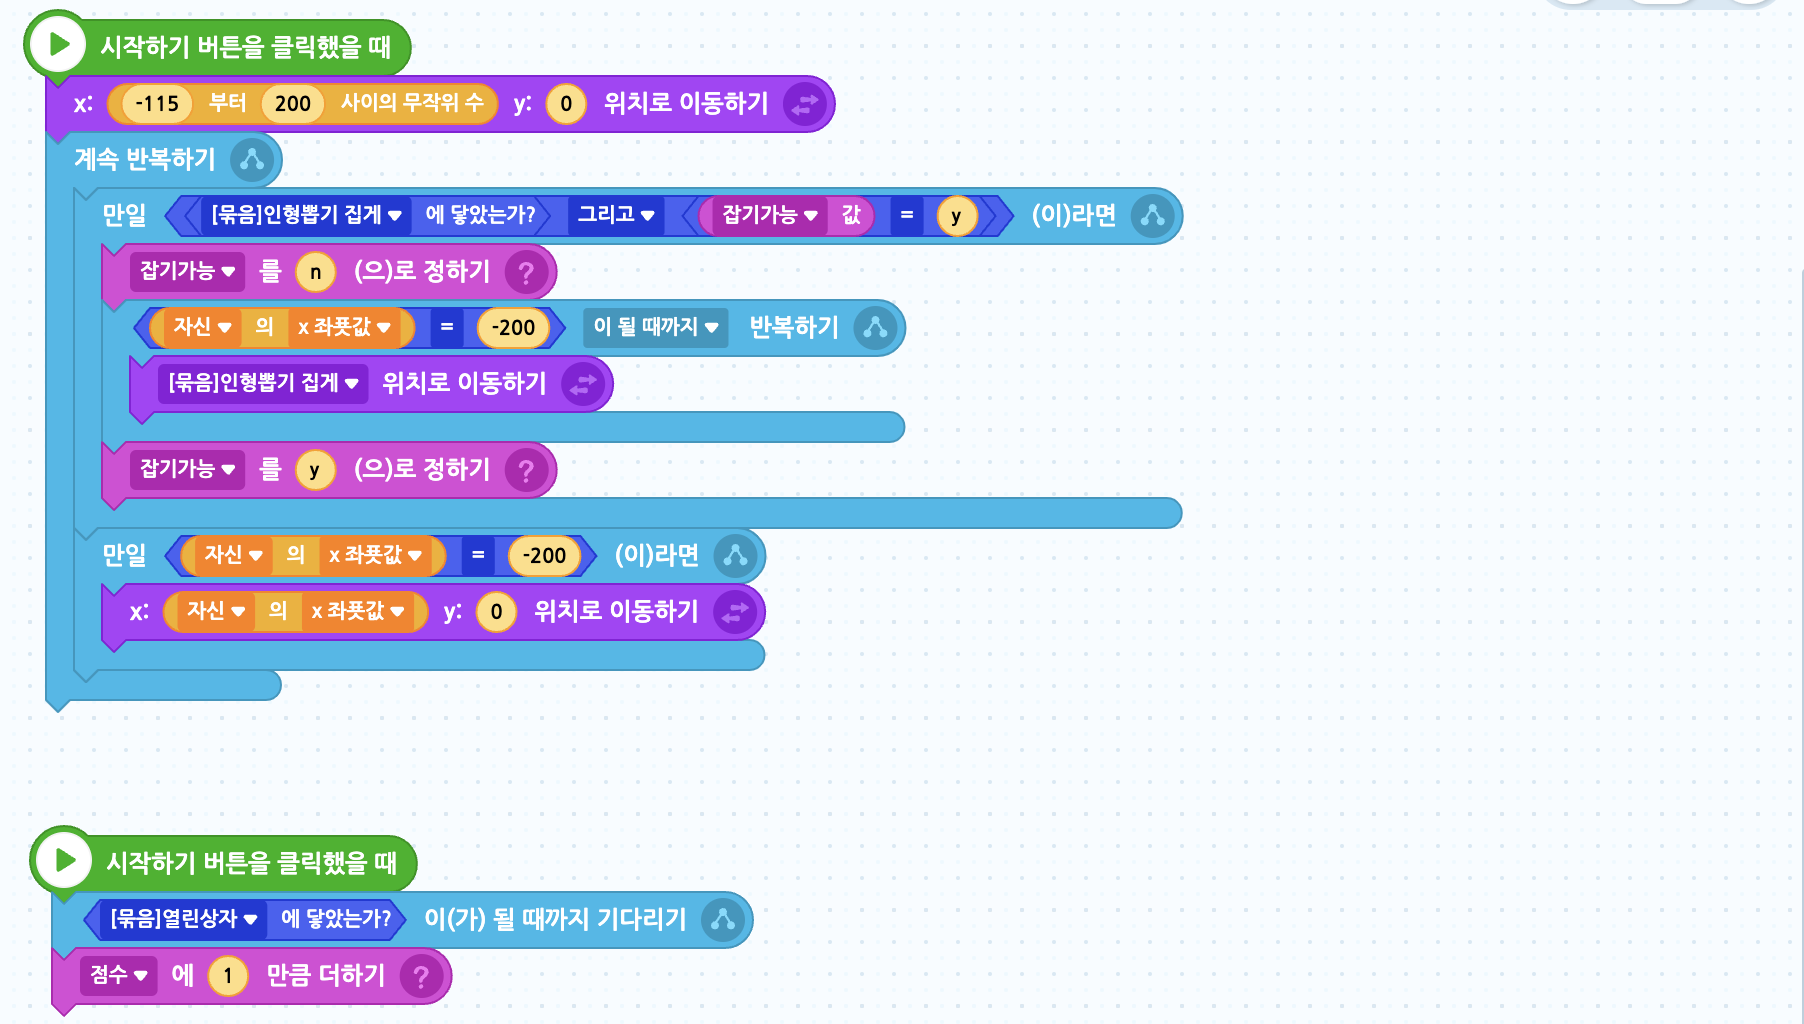 시작하기 버튼을 클릭했을 때
x: -115 부터 200 사이의 무작위 수 y: 0 위치로 이동하기
계속 반복하기
만일 [묶음]인형뽑기 집게 에 닿았는가? 그리고 잡기가능 값 = y (이)라면
잡기가능 를 n (으)로 정하기
자신 의 x 좌푯값 = -200 이 될 때까지 반복하기
[묶음]인형뽑기 집게 위치로 이동하기
잡기가능 를 y (으)로 정하기
만일 자신 의 x 좌푯값 = -200 (이)라면
x: 자신 의 x 좌푯값 y: 0 위치로 이동하기
시작하기 버튼을 클릭했을 때
[묶음]열린상자 에 닿았는가? 이(가) 될 때까지 기다리기
점수 에 1 만큼 더하기